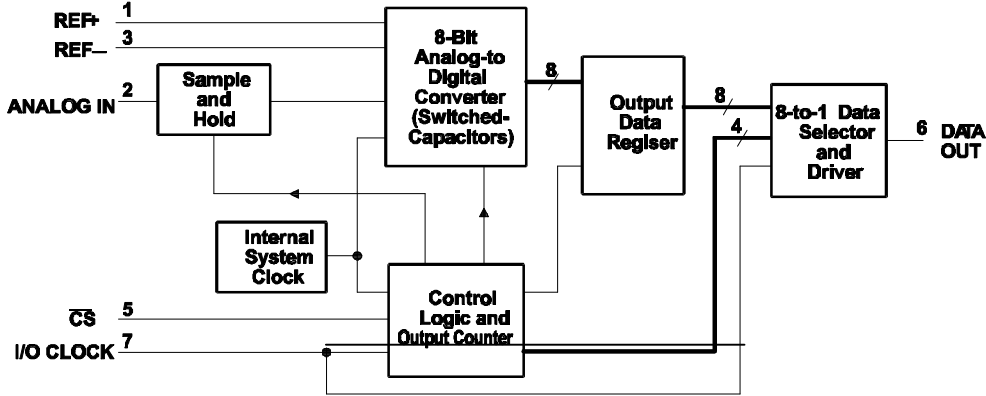 REF+
1
REF—
3
ANALOG IN
2
Sample
and
Hold
8-Bit
Analog-to
Digital
Converter
(Switched-
Capacitors)
8
Output
Data
Regiser
8
4
8-to-1 Data
Selector
and
Driver
6
DATA
OUT
Internal
System
Clock
Control
Logic and
Output Counter
C̅S̅
5
I/O CLOCK
7